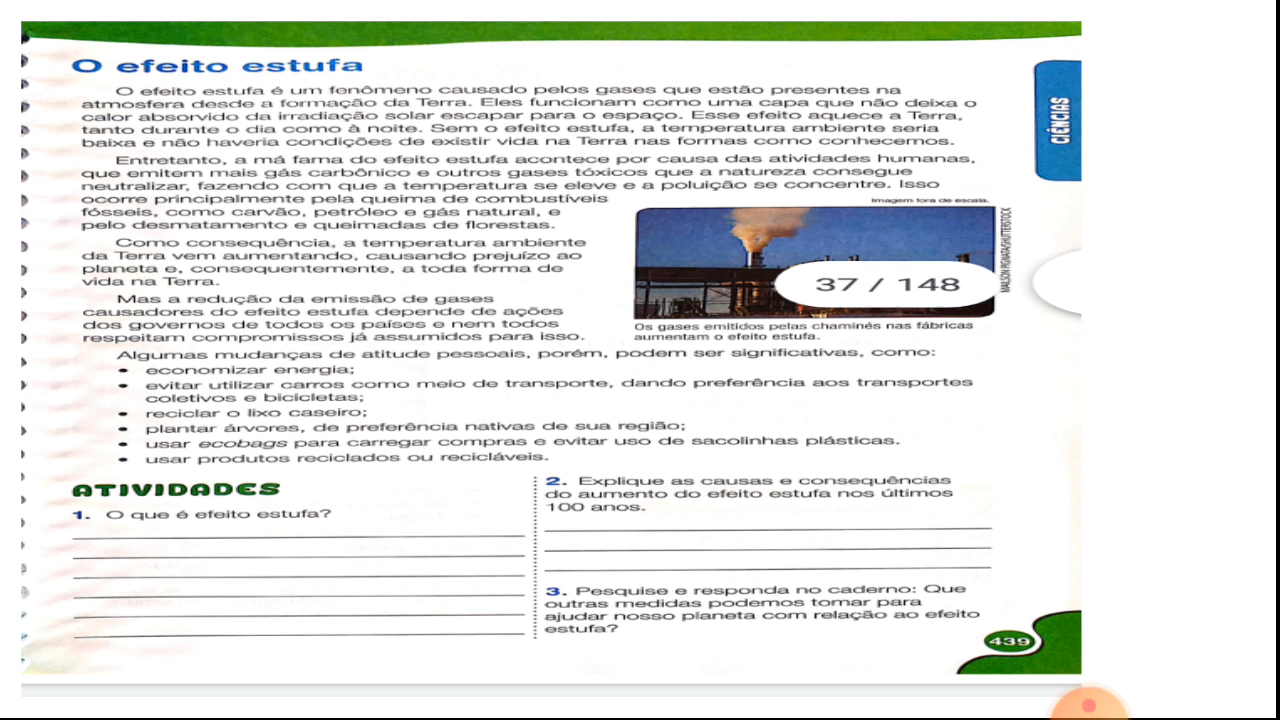 O efeito estufa
O efeito estufa é um fenômeno causado pelos gases que estão presentes na
atmosfera desde a formação da Terra. Eles funcionam como uma capa que não deixa o
calor absorvido da irradiação solar escapar para o espaço. Esse efeito aquece a Terra,
tanto durante o dia como à noite. Sem o efeito estufa, a temperatura ambiente seria
baixa e não haveria condições de existir vida na Terra nas formas como conhecemos.
Entretanto, a má fama do efeito estufa acontece por causa das atividades humanas,
que emitem mais gás carbônico e outros gases tóxicos que a natureza consegue
neutralizar, fazendo com que a temperatura se eleve e a poluição se concentre. Isso
ocorre principalmente pela queima de combustíveis
fósseis, como carvão, petróleo e gás natural, e
pelo desmatamento e queimadas de florestas.
Como consequência, a temperatura ambiente
da Terra vem aumentando, causando prejuízo ao
planeta e, consequentemente, a toda forma de
vida na Terra.
Mas a redução da emissão de gases
causadores do efeito estufa depende de ações
dos governos de todos os países e nem todos
respeitam compromissos já assumidos para isso.
Imagem fora de escala.
37 / 148
Os gases emitidos pelas chaminés nas fábricas
aumentam o efeito estufa.
Algumas mudanças de atitude pessoais, porém, podem ser significativas, como:
• economizar energia;
• evitar utilizar carros como meio de transporte, dando preferência aos transportes
coletivos e bicicletas;
• reciclar o lixo caseiro;
• plantar árvores, de preferência nativas de sua região;
• usar ecobags para carregar compras e evitar uso de sacolinhas plásticas.
• usar produtos reciclados ou recicláveis.
ATIVIDADES
1. O que é efeito estufa?
2. Explique as causas e consequências
do aumento do efeito estufa nos últimos
100 anos.
3. Pesquise e responda no caderno: Que
outras medidas podemos tomar para
ajudar nosso planeta com relação ao efeito
estufa?
CIÊNCIAS
439